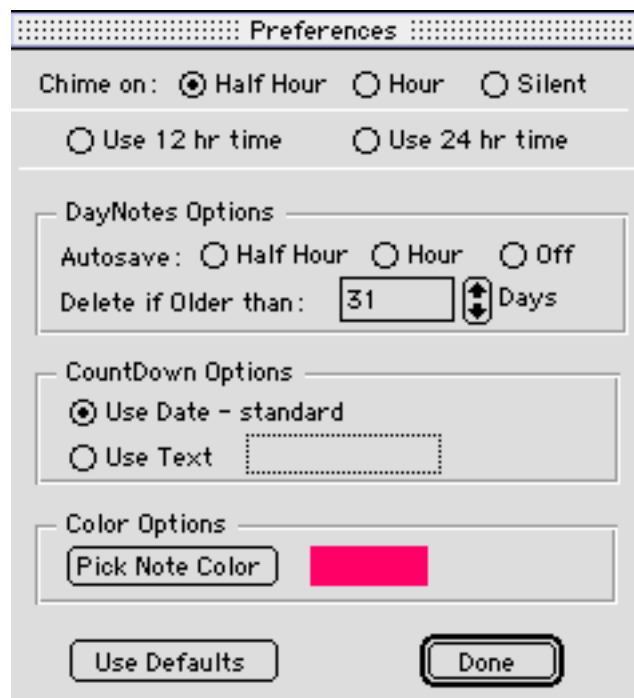 Preferences
Chime on: Half Hour Hour Silent
Use 12 hr time Use 24 hr time
DayNotes Options
Autosave: Half Hour Hour Off
Delete if Older than: 31 Days
CountDown Options
Use Date - standard
Use Text
Color Options
Pick Note Color
Use Defaults Done